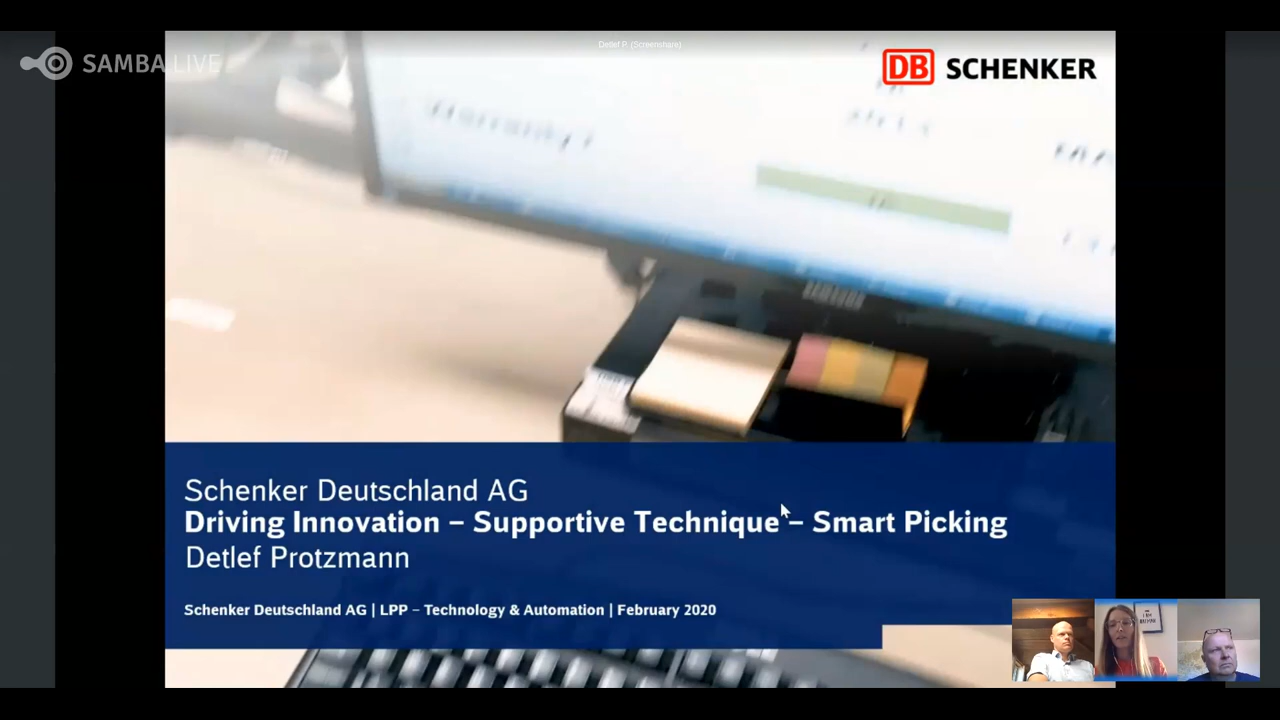 Detlef P. (Screenshare)
SAMBA LIVE
DB SCHENKER
SAMSUNG
Schenker Deutschland AG
Driving Innovation – Supportive Technique – Smart Picking
Detlef Protzmann
Schenker Deutschland AG | LPP – Technology & Automation | February 2020